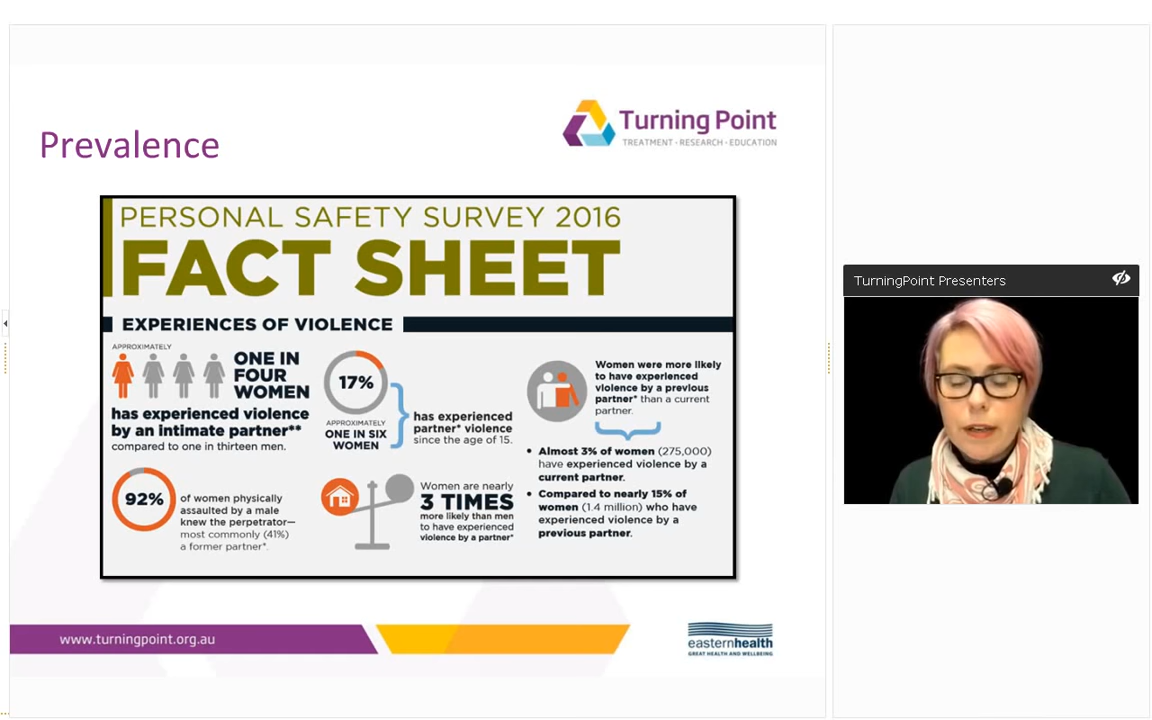 Prevalence
Turning Point
TREATMENT • RESEARCH • EDUCATION
PERSONAL SAFETY SURVEY 2016
FACT SHEET
EXPERIENCES OF VIOLENCE
APPROXIMATELY
ONE IN
FOUR
WOMEN
has experienced violence
by an intimate partner**
compared to one in thirteen men.
92%
of women physically
assaulted by a male
knew the perpetrator—
most commonly (41%)
a former partner*.
17%
APPROXIMATELY
ONE IN SIX
WOMEN
has experienced
partner* violence
since the age of 15.
Women are nearly
3 TIMES
more likely than men
to have experienced
violence by a partner*
Women were more likely
to have experienced
violence by a previous
partner* than a current
partner.
• Almost 3% of women (275,000)
have experienced violence by a
current partner.
• Compared to nearly 15% of
women (1.4 million) who have
experienced violence by a
previous partner.
www.turningpoint.org.au
easternhealth
GREAT HEALTH AND WELLBEING
TurningPoint Presenters